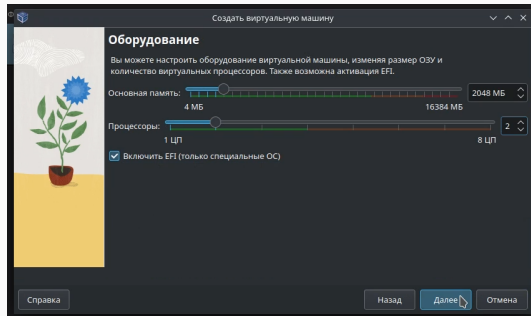 Создать виртуальную машину
Оборудование
Вы можете настроить оборудование виртуальной машины, изменяя размер ОЗУ и
количество виртуальных процессоров. Также возможна активация EFI.
Основная память:
2048 МБ
4 МБ
16384 МБ
Процессоры:
2
1 ЦП
8 ЦП
Включить EFI (только специальные ОС)
Справка
Назад
Далее
Отмена